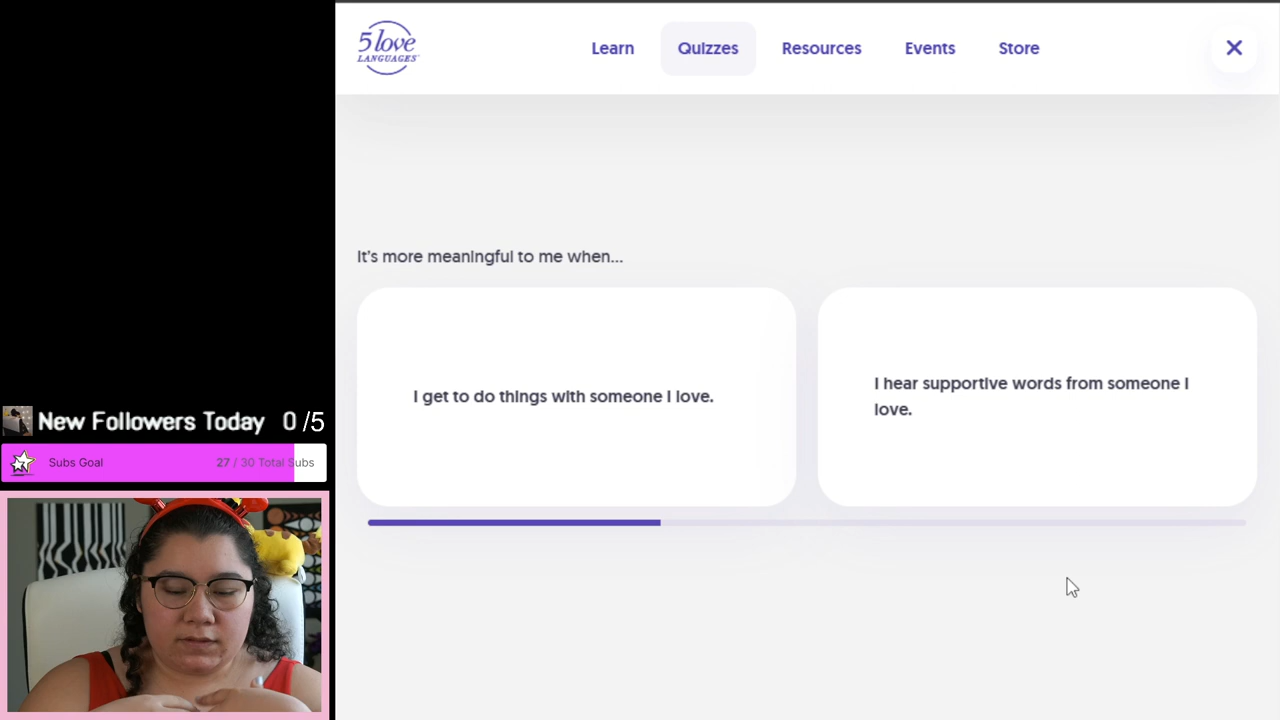 5 love
LANGUAGES
Learn
Quizzes
Resources
Events
Store
It's more meaningful to me when...
I get to do things with someone I love.
I hear supportive words from someone I
love.
New Followers Today 0 /5
Subs Goal
27 / 30 Total Subs